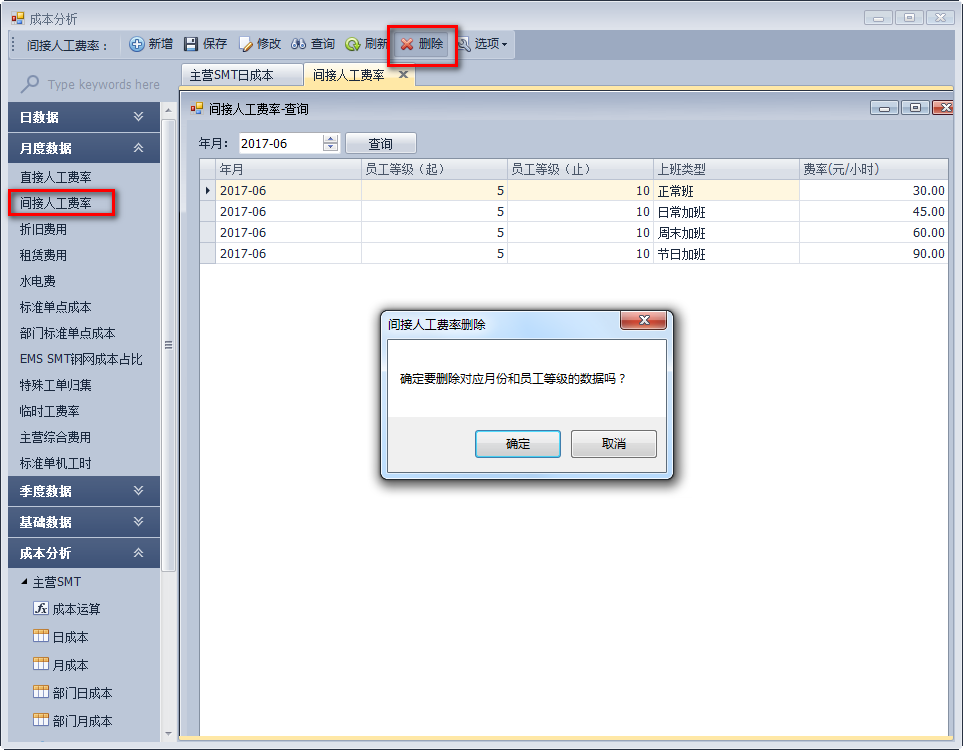 成本分析
间接人工费率： 新增 保存 修改 查询 刷新 删除 选项
Type keywords here
主营SMT日成本 间接人工费率
日数据
月度数据
直接人工费率
间接人工费率
折旧费用
租赁费用
水电费
标准单点成本
部门标准单点成本
EMS SMT钢网成本占比
特殊工单归集
临时工费率
主营综合费用
标准单机工时
季度数据
基础数据
成本分析
主营SMT
成本运算
日成本
月成本
部门日成本
部门月成本
间接人工费率-查询
年月： 2017-06 查询
年月 员工等级（起） 员工等级（止） 上班类型 费率(元/小时)
2017-06 5 10 正常班 30.00
2017-06 5 10 日常加班 45.00
2017-06 5 10 周末加班 60.00
2017-06 5 10 节日加班 90.00
间接人工费率删除
确定要删除对应月份和员工等级的数据吗？
确定 取消